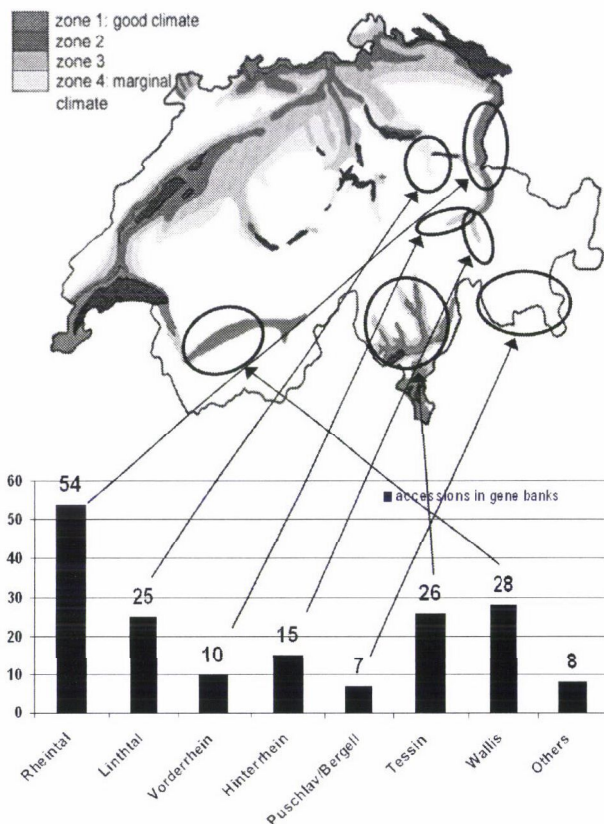 zone 1: good climate
zone 2
zone 3
zone 4: marginal
climate
60
50
40
30
20
10
0
54
25
10
15
7
26
28
8
accessions in gene banks
Rheintal
Linthtal
Vorderrhein
Hinterrhein
Puschlav/Bergell
Tessin
Wallis
Others